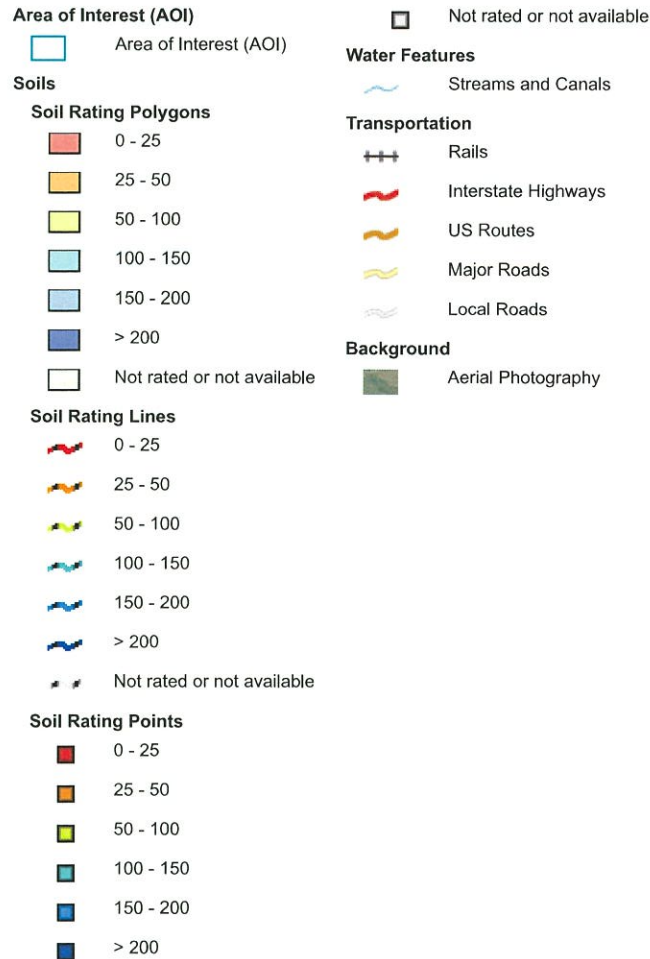 Area of Interest (AOI)
Area of Interest (AOI)
Soils
Soil Rating Polygons
0 - 25
25 - 50
50 - 100
100 - 150
150 - 200
> 200
Not rated or not available
Soil Rating Lines
0 - 25
25 - 50
50 - 100
100 - 150
150 - 200
> 200
Not rated or not available
Soil Rating Points
0 - 25
25 - 50
50 - 100
100 - 150
150 - 200
> 200
Not rated or not available
Water Features
Streams and Canals
Transportation
Rails
Interstate Highways
US Routes
Major Roads
Local Roads
Background
Aerial Photography